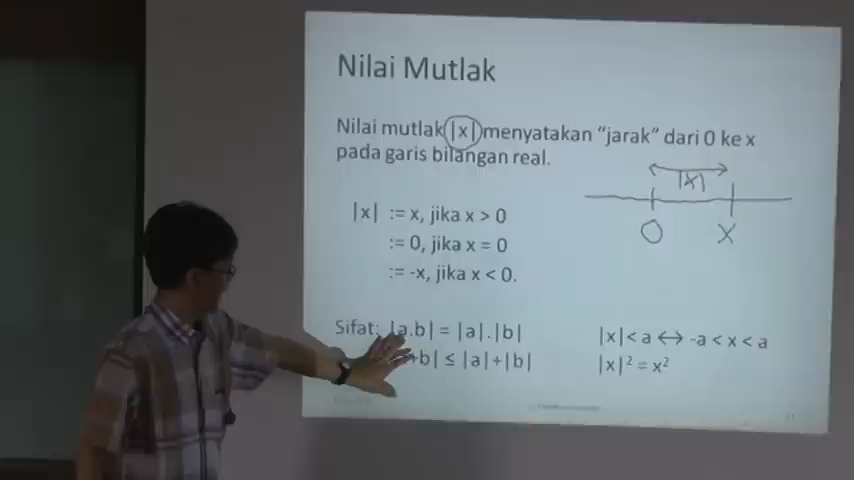 Nilai Mutlak
Nilai mutlak |x| menyatakan “jarak” dari 0 ke x
pada garis bilangan real.
|x|
0 x
|x| := x, jika x > 0
:= 0, jika x = 0
:= -x, jika x < 0.
Sifat: |a.b| = |a|.|b|
+b| ≤ |a|+|b|
|x|< a ↔ -a < x < a
|x|² = x²